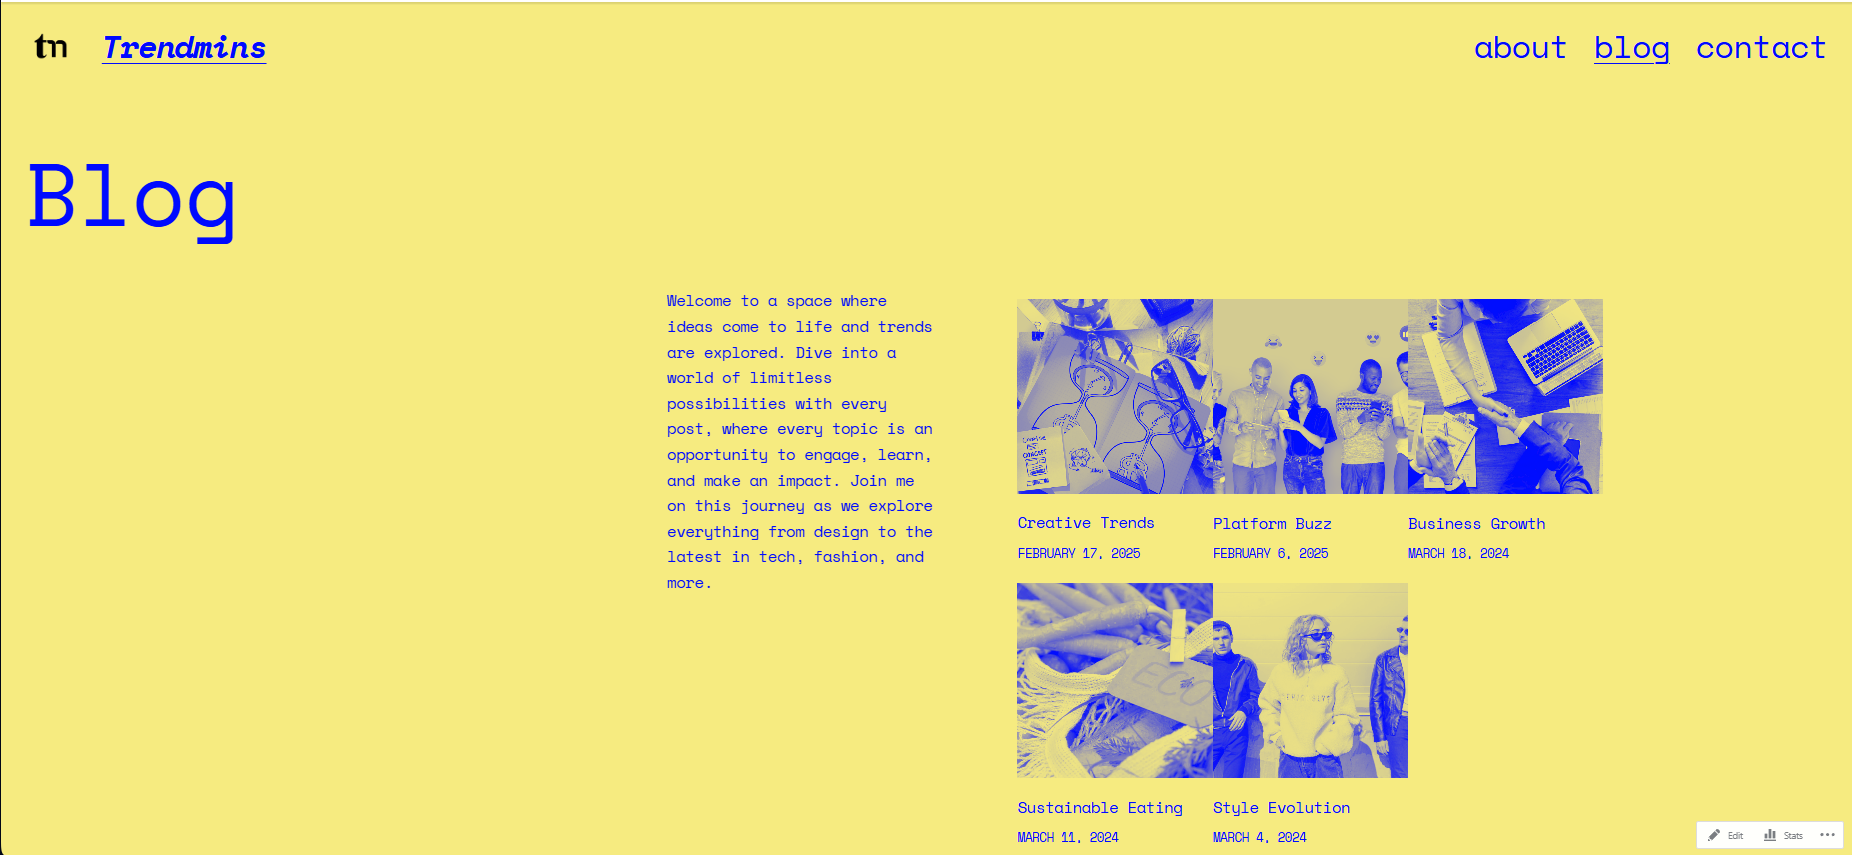 tn Trendmins
about blog contact
Blog
Welcome to a space where
ideas come to life and trends
are explored. Dive into a
world of limitless
possibilities with every
post, where every topic is an
opportunity to engage, learn,
and make an impact. Join me
on this journey as we explore
everything from design to the
latest in tech, fashion, and
more.
CONCEPT
Creative Trends
FEBRUARY 17, 2025
Platform Buzz
FEBRUARY 6, 2025
Business Growth
MARCH 18, 2024
ECO
Sustainable Eating
MARCH 11, 2024
Style Evolution
MARCH 4, 2024
Edit Stats